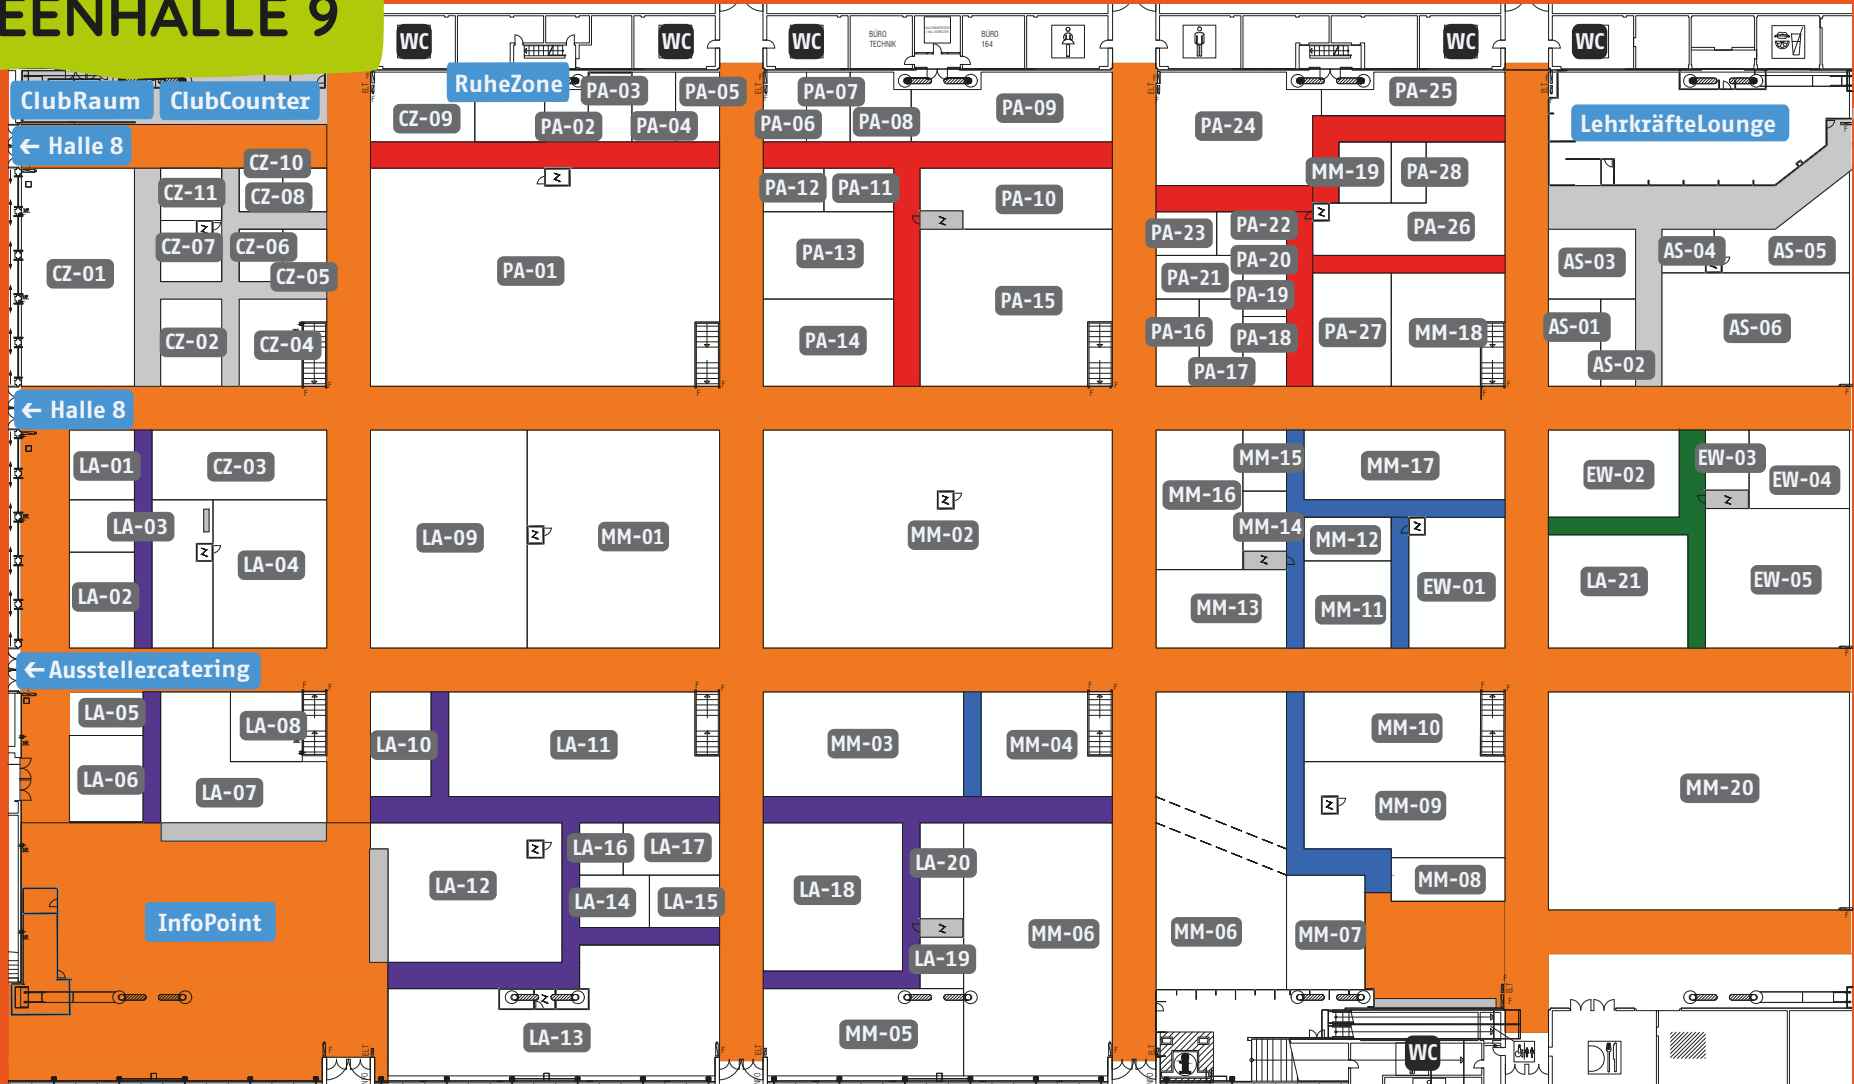 EENHALLE 9
WC
WC
WC
BÜRO
TECHNIK
BÜRO
164
WC
WC
ClubRaum
ClubCounter
RuheZone
PA-03
PA-05
PA-07
PA-09
PA-25
CZ-09
PA-02
PA-04
PA-06
PA-08
PA-24
LehrkräfteLounge
← Halle 8
CZ-10
CZ-11
CZ-08
PA-12
PA-11
PA-10
MM-19
PA-28
CZ-07
CZ-06
CZ-05
CZ-01
PA-01
PA-13
PA-15
PA-23
PA-22
PA-26
PA-21
PA-20
PA-19
AS-03
AS-04
AS-05
CZ-02
CZ-04
PA-14
PA-16
PA-18
PA-17
PA-27
MM-18
AS-01
AS-02
AS-06
← Halle 8
LA-01
CZ-03
MM-15
MM-17
EW-02
EW-03
EW-04
LA-03
LA-04
LA-09
MM-01
MM-02
MM-16
MM-14
MM-12
LA-02
MM-13
MM-11
EW-01
LA-21
EW-05
← Ausstellercatering
LA-05
LA-08
LA-10
LA-11
MM-03
MM-04
MM-10
LA-06
LA-07
MM-09
MM-20
LA-12
LA-16
LA-17
LA-18
LA-20
MM-08
LA-14
LA-15
InfoPoint
LA-19
MM-06
MM-06
MM-07
LA-13
MM-05
WC